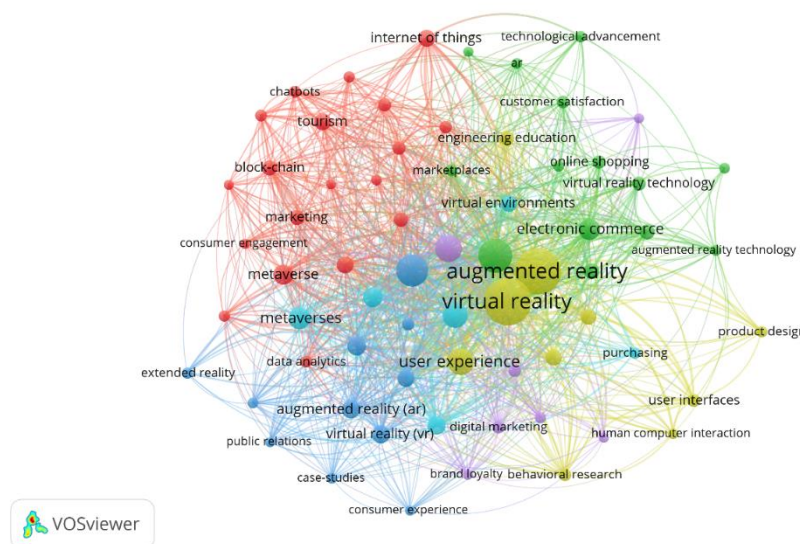 internet of things
technological advancement
ar
chatbots
customer satisfaction
tourism
engineering education
block-chain
marketplaces
online shopping
virtual reality technology
virtual environments
marketing
electronic commerce
consumer engagement
augmented reality technology
metaverse
augmented reality
virtual reality
metaverses
product design
data analytics
user experience
purchasing
extended reality
user interfaces
augmented reality (ar)
digital marketing
virtual reality (vr)
human computer interaction
public relations
brand loyalty
behavioral research
case-studies
consumer experience
VOSviewer